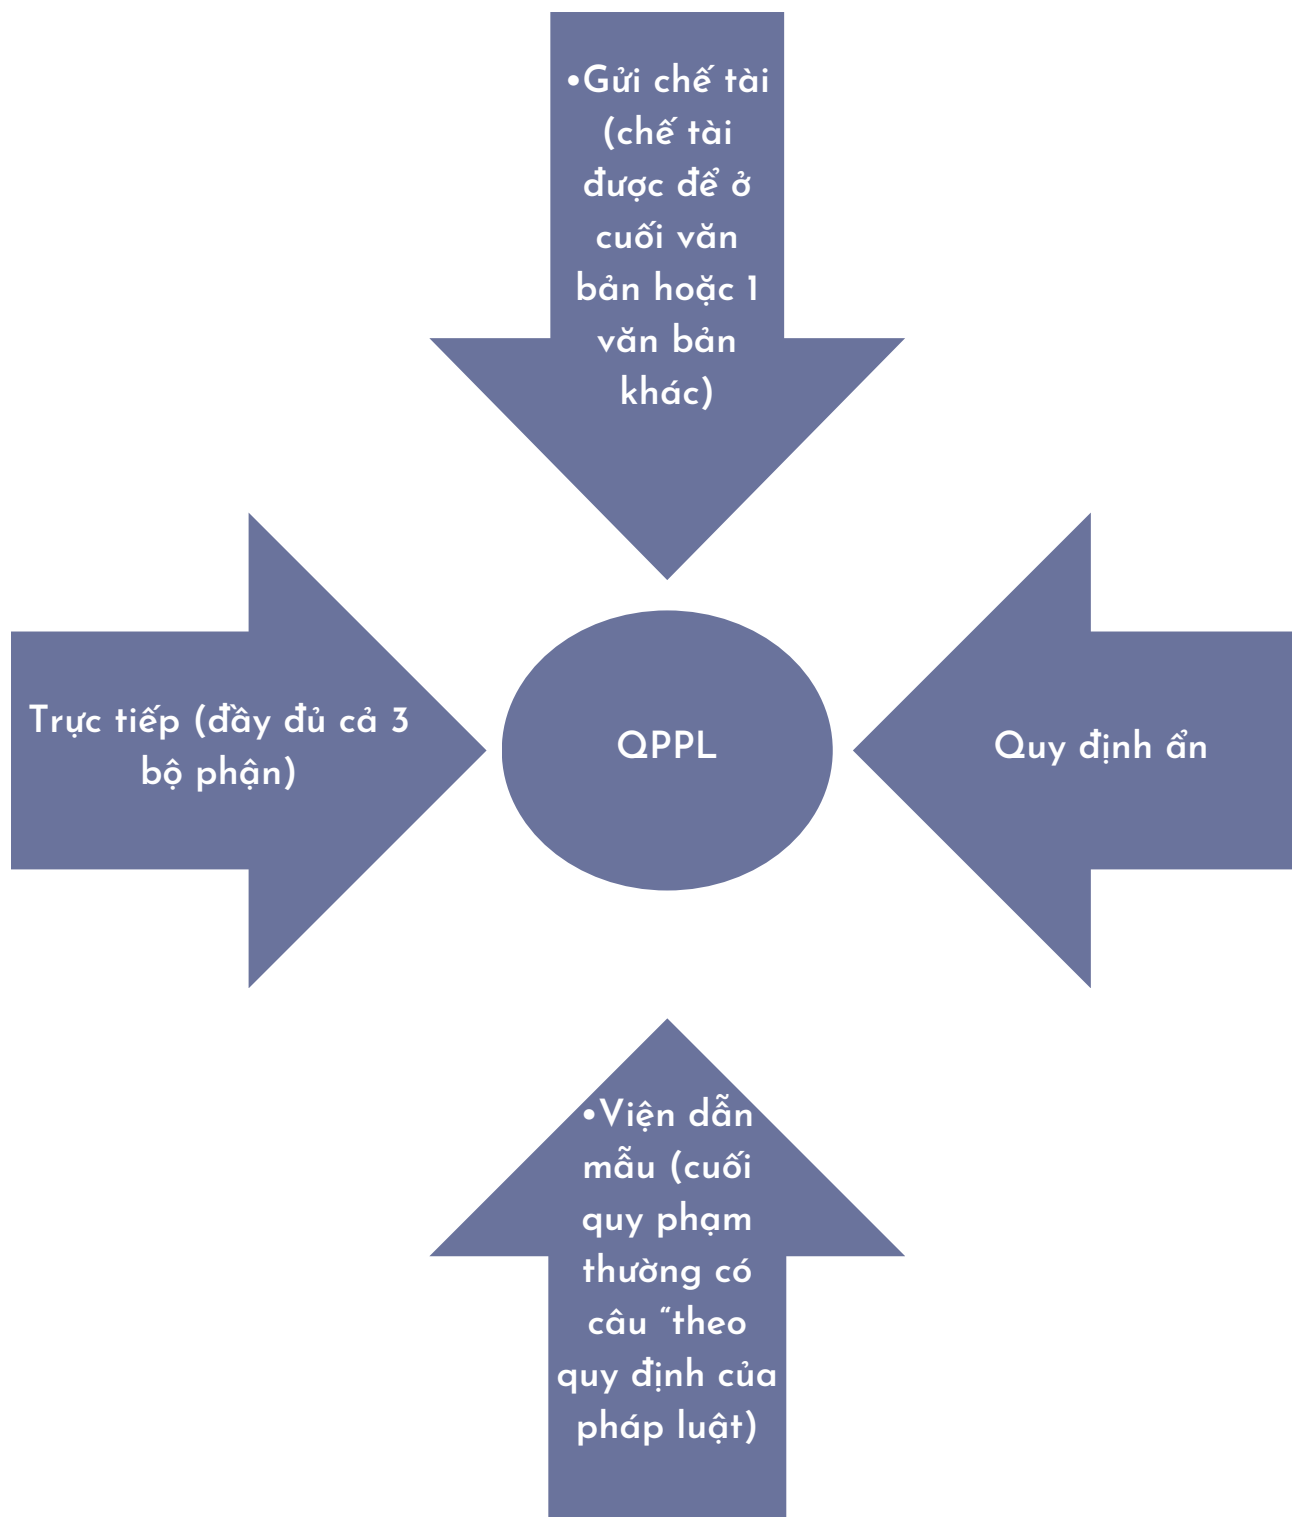 •Gửi chế tài
(chế tài
được để ở
cuối văn
bản hoặc 1
văn bản
khác)
Trực tiếp (đầy đủ cả 3
bộ phận)
QPPL
Quy định ẩn
•Viện dẫn
mẫu (cuối
quy phạm
thường có
câu “theo
quy định của
pháp luật)